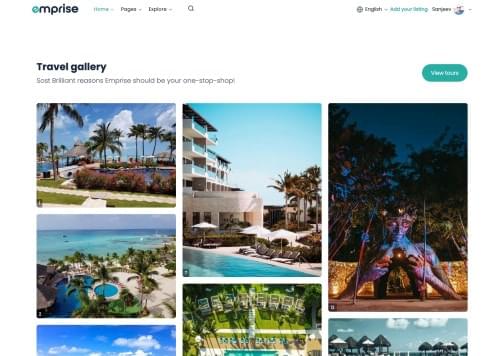 emprise
Home Pages Explore
English Add your listing Sanjeev
Travel gallery
Sost Brilliant reasons Emprise should be your one-stop-shop!
View tours